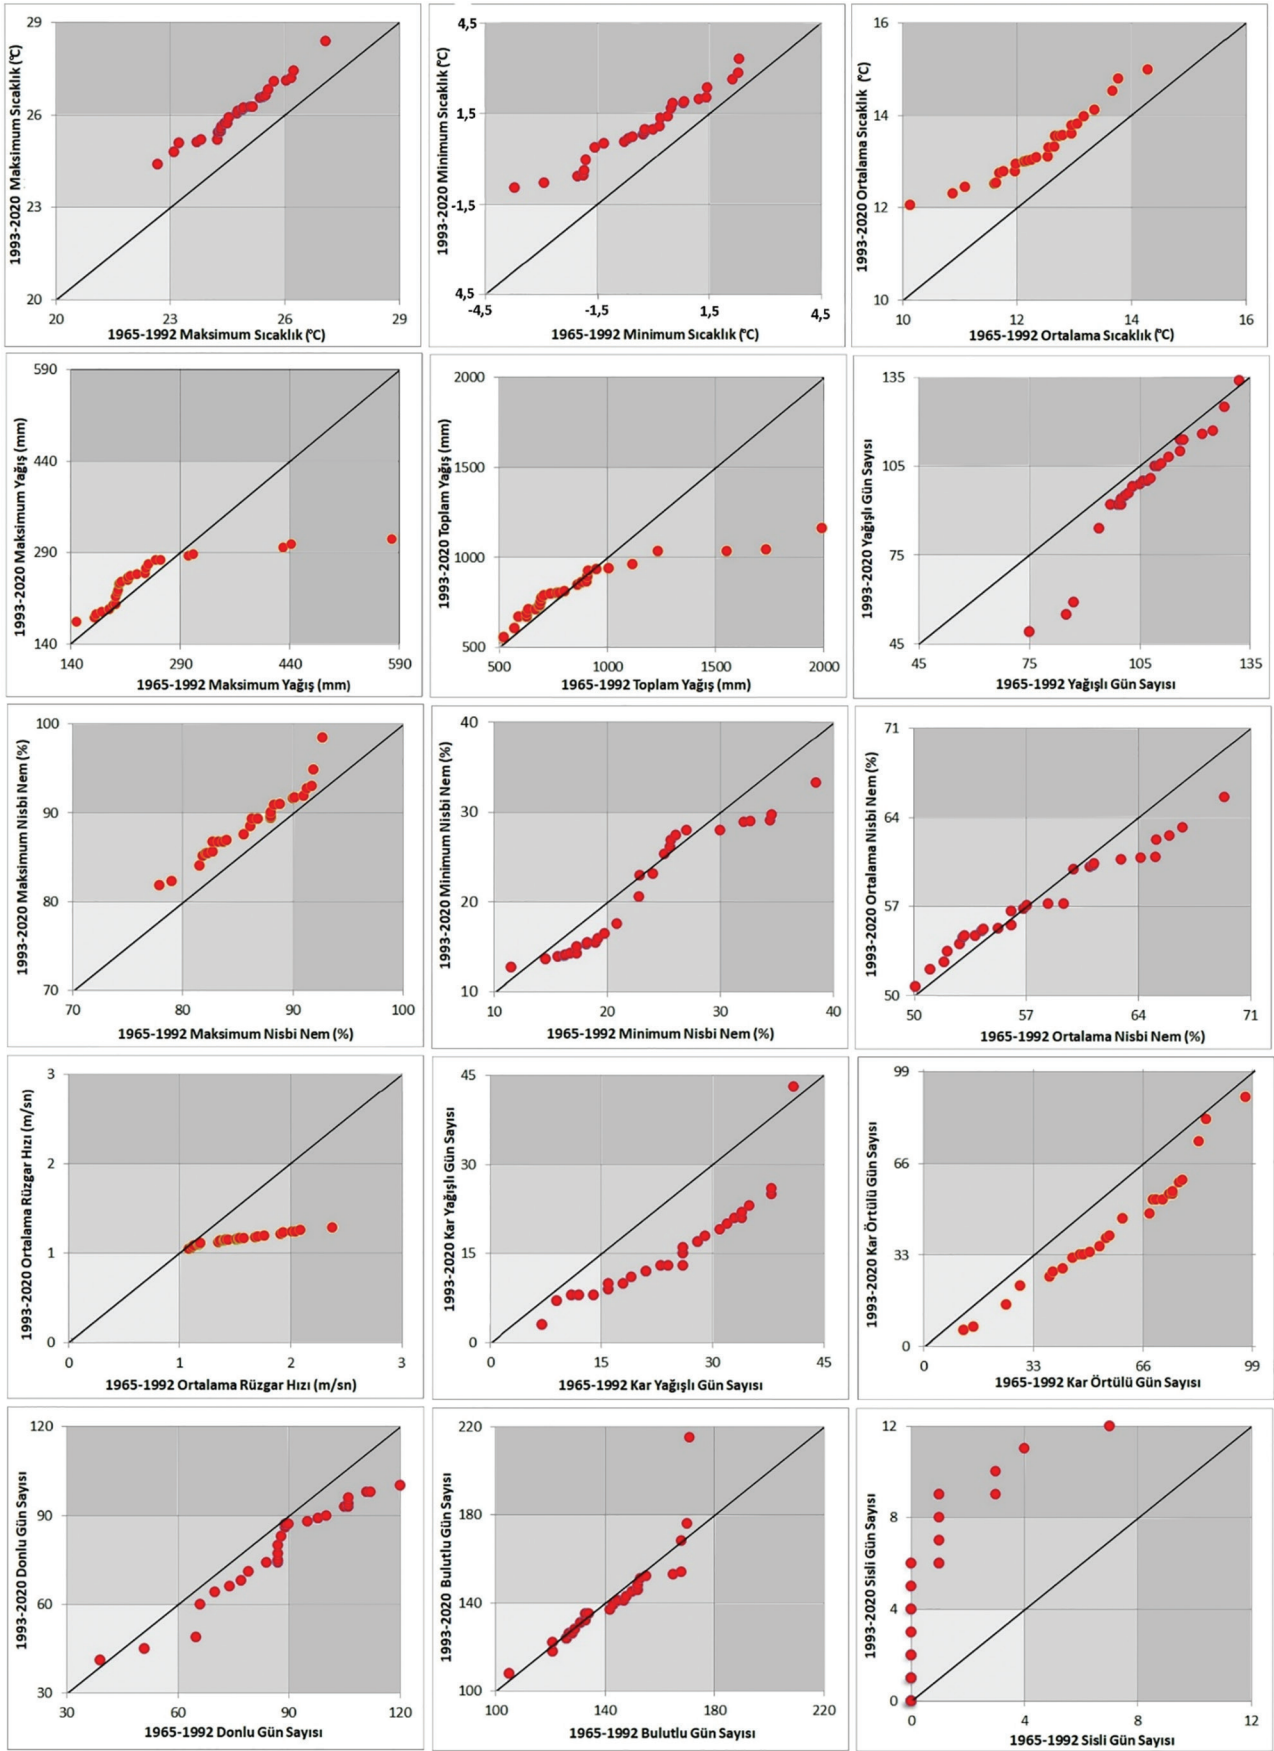 1993-2020 Maksimum Sıcaklık (℃)
29
26
23
20
20 23 26 29
1965-1992 Maksimum Sıcaklık (℃)
1993-2020 Minimum Sıcaklık (℃)
4,5
1,5
-1,5
4,5
-4,5 -1,5 1,5 4,5
1965-1992 Minimum Sıcaklık (℃)
1993-2020 Ortalama Sıcaklık (℃)
16
14
12
10
10 12 14 16
1965-1992 Ortalama Sıcaklık (℃)
1993-2020 Maksimum Yağış (mm)
590
440
290
140
140 290 440 590
1965-1992 Maksimum Yağış (mm)
1993-2020 Toplam Yağış (mm)
2000
1500
1000
500
500 1000 1500 2000
1965-1992 Toplam Yağış (mm)
1993-2020 Yağışlı Gün Sayısı
135
105
75
45
45 75 105 135
1965-1992 Yağışlı Gün Sayısı
1993-2020 Maksimum Nisbi Nem (%)
100
90
80
70
70 80 90 100
1965-1992 Maksimum Nisbi Nem (%)
1993-2020 Minimum Nisbi Nem (%)
40
30
20
10
10 20 30 40
1965-1992 Minimum Nisbi Nem (%)
1993-2020 Ortalama Nisbi Nem (%)
71
64
57
50
50 57 64 71
1965-1992 Ortalama Nisbi Nem (%)
1993-2020 Ortalama Rüzgar Hızı (m/sn)
3
2
1
0
0 1 2 3
1965-1992 Ortalama Rüzgar Hızı (m/sn)
1993-2020 Kar Yağışlı Gün Sayısı
45
30
15
0
0 15 30 45
1965-1992 Kar Yağışlı Gün Sayısı
1993-2020 Kar Örtülü Gün Sayısı
99
66
33
0
0 33 66 99
1965-1992 Kar Örtülü Gün Sayısı
1993-2020 Donlu Gün Sayısı
120
90
60
30
30 60 90 120
1965-1992 Donlu Gün Sayısı
1993-2020 Bulutlu Gün Sayısı
220
180
140
100
100 140 180 220
1965-1992 Bulutlu Gün Sayısı
1993-2020 Sisli Gün Sayısı
12
8
4
0
0 4 8 12
1965-1992 Sisli Gün Sayısı